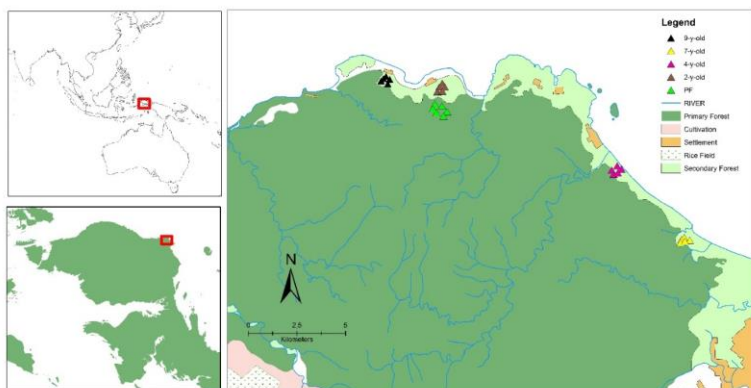 Legend
9-y-old
7-y-old
4-y-old
2-y-old
PF
RIVER
Primary Forest
Cultivation
Settlement
Rice Field
Secondary Forest
N
0 2,5 5
Kilometers